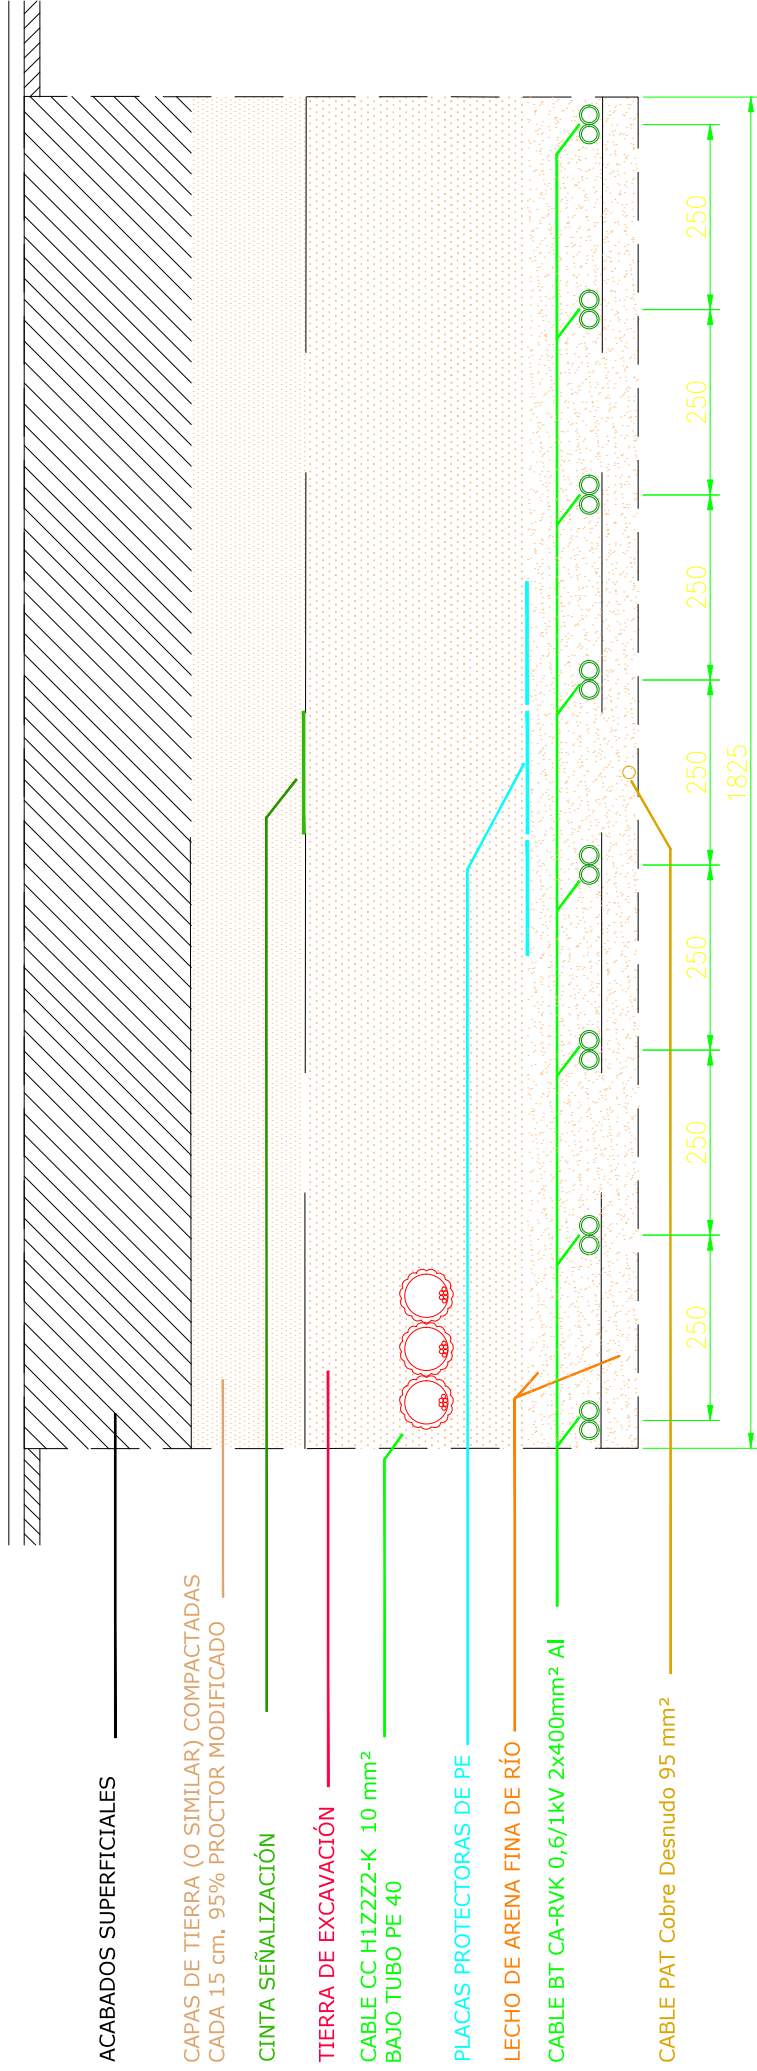 ACABADOS SUPERFICIALES
CAPAS DE TIERRA (O SIMILAR) COMPACTADAS
CADA 15 cm. 95% PROCTOR MODIFICADO
CINTA SEÑALIZACIÓN
TIERRA DE EXCAVACIÓN
CABLE CC H1Z2Z2-K 10 mm²
BAJO TUBO PE 40
PLACAS PROTECTORAS DE PE
LECHO DE ARENA FINA DE RÍO
CABLE BT CA-RVK 0,6/1kV 2x400mm² Al
CABLE PAT Cobre Desnudo 95 mm²
250
250
250
250
250
250
250
1825